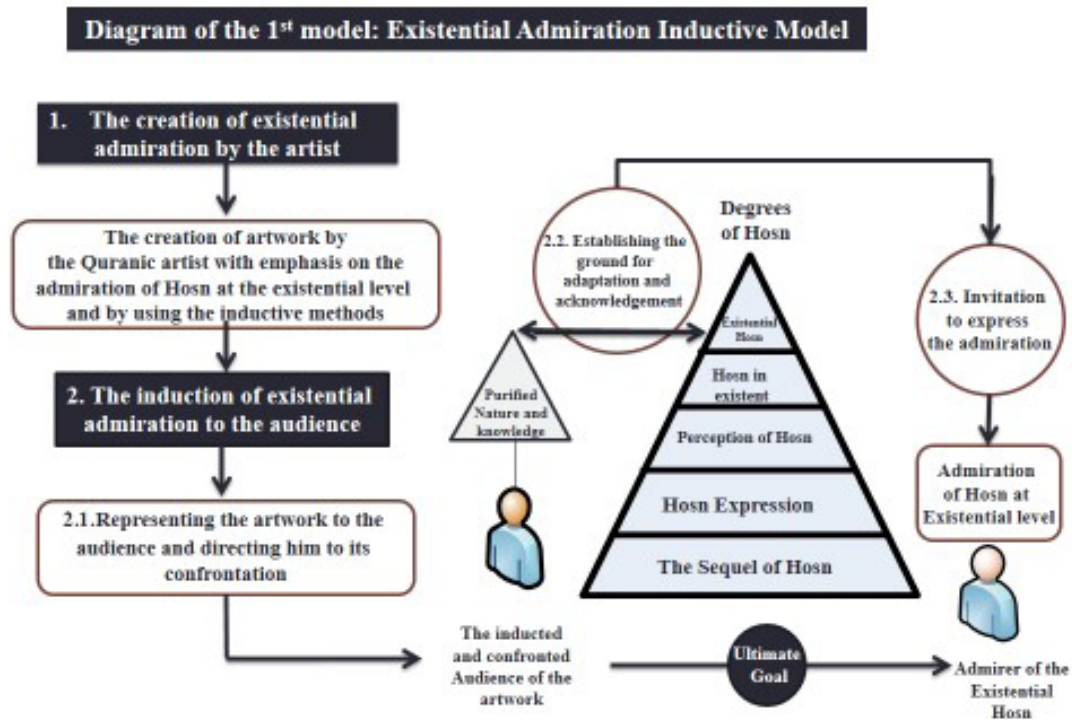 Diagram of the 1st model: Existential Admiration Inductive Model
1. The creation of existential
admiration by the artist
The creation of artwork by
the Quranic artist with emphasis on the
admiration of Hosn at the existential level
and by using the inductive methods
2. The induction of existential
admiration to the audience
2.1.Representing the artwork to the
audience and directing him to its
confrontation
The inducted
and confronted
Audience of the
artwork
Purified
Nature and
knowledge
2.2. Establishing the
ground for
adaptation and
acknowledgement
Degrees
of Hosn
Existential
Hosn
Hosn in
existent
Perception of Hosn
Hosn Expression
The Sequel of Hosn
2.3. Invitation
to express
the admiration
Admiration
of Hosn at
Existential level
Ultimate
Goal
Admirer of the
Existential
Hosn